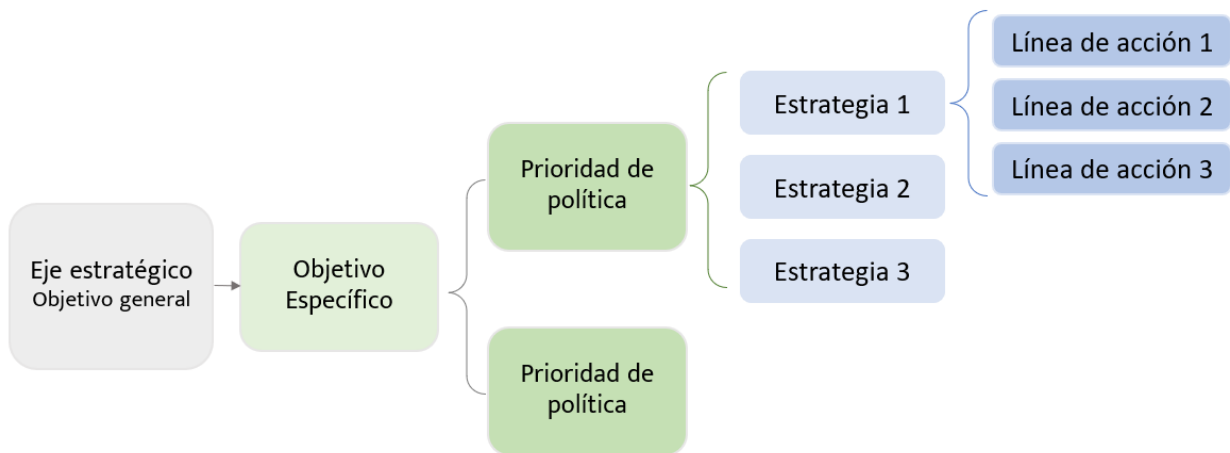 Eje estratégico
Objetivo general
Objetivo
Específico
Prioridad de
política
Estrategia 1
Estrategia 2
Estrategia 3
Línea de acción 1
Línea de acción 2
Línea de acción 3
Prioridad de
política